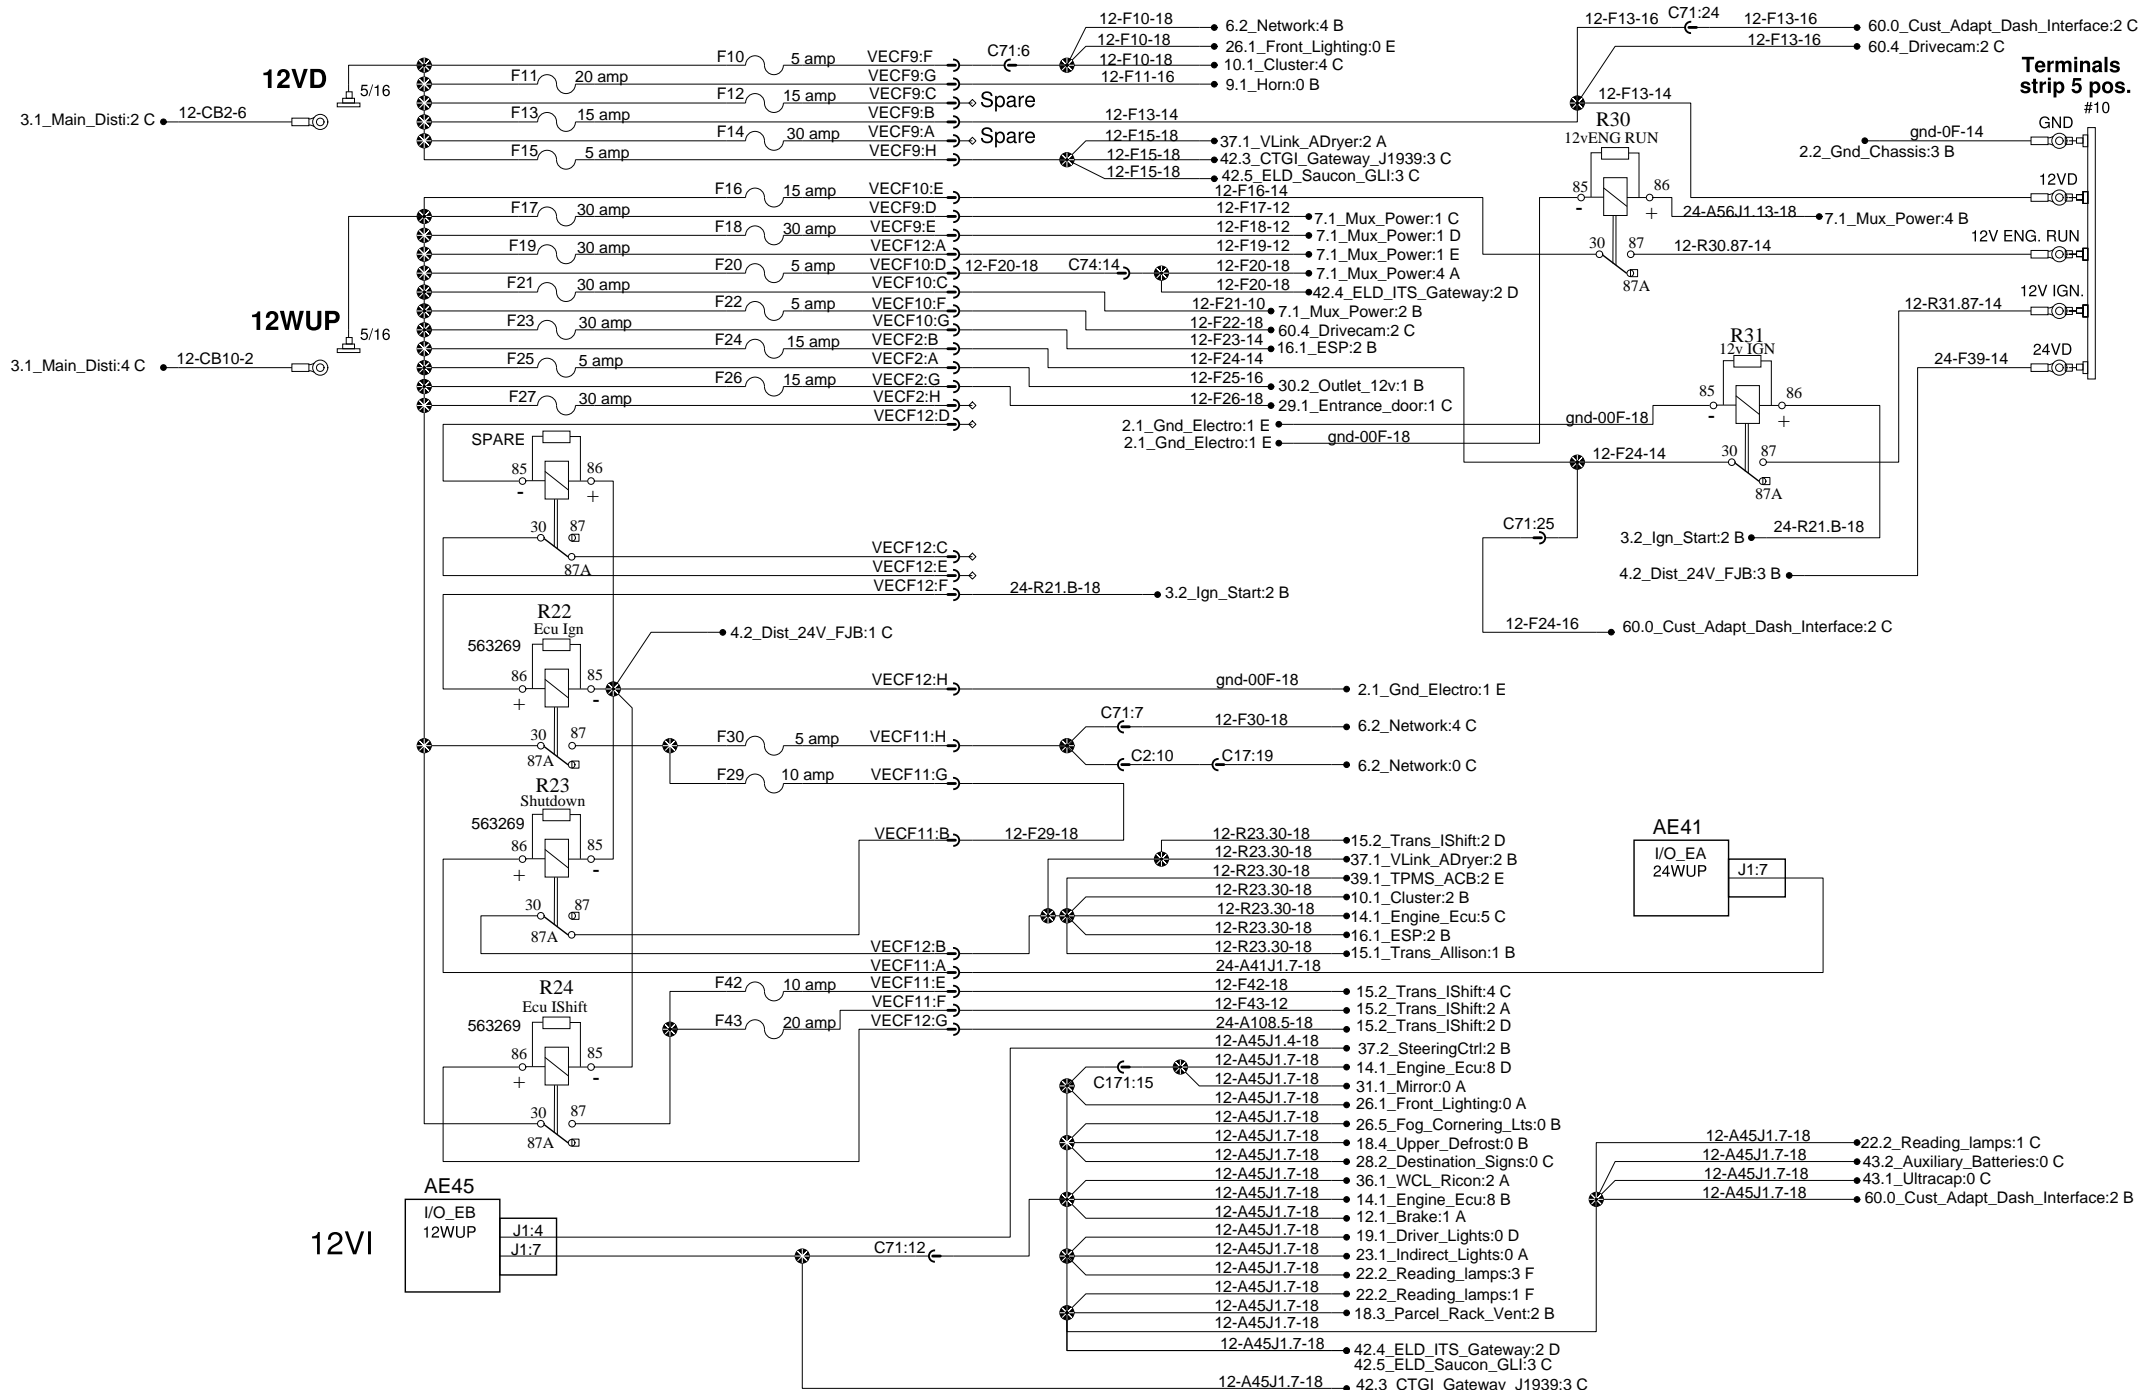 12VD
5/16
3.1_Main_Disti:2 C
12-CB2-6
F10 5 amp VECF9:F C71:6
F11 20 amp VECF9:G
F12 15 amp VECF9:C Spare
F13 15 amp VECF9:B 12-F13-14
F14 30 amp VECF9:A Spare
F15 5 amp VECF9:H
12-F10-18 6.2_Network:4 B
12-F10-18 26.1_Front_Lighting:0 E
12-F10-18 10.1_Cluster:4 C
12-F11-16 9.1_Horn:0 B
12-F15-18 37.1_VLink_ADryer:2 A
12-F15-18 42.3_CTGI_Gateway_J1939:3 C
12-F15-18 42.5_ELD_Saucon_GLI:3 C
12-F13-16 C71:24 12-F13-16 60.0_Cust_Adapt_Dash_Interface:2 C
12-F13-16 60.4_Drivecam:2 C
Terminals
strip 5 pos.
#10
12-F13-14
GND
gnd-0F-14
2.2_Gnd_Chassis:3 B
12VD
12V ENG. RUN
12V IGN.
24VD
R30
12vENG RUN
85 86
- +
30 87
87A
24-A56J1.13-18 7.1_Mux_Power:4 B
12-R30.87-14
12-R31.87-14
24-F39-14
12WUP
5/16
3.1_Main_Disti:4 C
12-CB10-2
F16 15 amp VECF10:E 12-F16-14
F17 30 amp VECF9:D 12-F17-12 7.1_Mux_Power:1 C
F18 30 amp VECF9:E 12-F18-12 7.1_Mux_Power:1 D
F19 30 amp VECF12:A 12-F19-12 7.1_Mux_Power:1 E
F20 5 amp VECF10:D 12-F20-18 C74:14 12-F20-18 7.1_Mux_Power:4 A
12-F20-18 42.4_ELD_ITS_Gateway:2 D
F21 30 amp VECF10:C 12-F21-10 7.1_Mux_Power:2 B
F22 5 amp VECF10:F 12-F22-18 60.4_Drivecam:2 C
F23 30 amp VECF10:G 12-F23-14 16.1_ESP:2 B
F24 15 amp VECF2:B 12-F24-14
F25 5 amp VECF2:A 12-F25-16 30.2_Outlet_12v:1 B
F26 15 amp VECF2:G 12-F26-18 29.1_Entrance_door:1 C
F27 30 amp VECF2:H
VECF12:D
2.1_Gnd_Electro:1 E gnd-00F-18
2.1_Gnd_Electro:1 E gnd-00F-18
R31
12v IGN
85 86
- +
12-F24-14
30 87
87A
C71:25
3.2_Ign_Start:2 B 24-R21.B-18
4.2_Dist_24V_FJB:3 B
12-F24-16 60.0_Cust_Adapt_Dash_Interface:2 C
SPARE
85 86
- +
30 87
87A
VECF12:C
VECF12:E
VECF12:F 24-R21.B-18 3.2_Ign_Start:2 B
R22
Ecu Ign
563269
86 85
+ -
30 87
87A
4.2_Dist_24V_FJB:1 C
VECF12:H gnd-00F-18 2.1_Gnd_Electro:1 E
F30 5 amp VECF11:H
C71:7 12-F30-18 6.2_Network:4 C
C2:10 C17:19 6.2_Network:0 C
F29 10 amp VECF11:G
R23
Shutdown
563269
86 85
+ -
30 87
87A
VECF11:B 12-F29-18
12-R23.30-18 15.2_Trans_IShift:2 D
12-R23.30-18 37.1_VLink_ADryer:2 B
12-R23.30-18 39.1_TPMS_ACB:2 E
12-R23.30-18 10.1_Cluster:2 B
12-R23.30-18 14.1_Engine_Ecu:5 C
12-R23.30-18 16.1_ESP:2 B
12-R23.30-18 15.1_Trans_Allison:1 B
VECF12:B
VECF11:A 24-A41J1.7-18
AE41
I/O_EA
24WUP
J1:7
R24
Ecu IShift
563269
86 85
+ -
30 87
87A
F42 10 amp VECF11:E 12-F42-18 15.2_Trans_IShift:4 C
F43 20 amp VECF11:F 12-F43-12 15.2_Trans_IShift:2 A
VECF12:G 24-A108.5-18 15.2_Trans_IShift:2 D
12-A45J1.4-18 37.2_SteeringCtrl:2 B
C171:15
12-A45J1.7-18 14.1_Engine_Ecu:8 D
12-A45J1.7-18 31.1_Mirror:0 A
12-A45J1.7-18 26.1_Front_Lighting:0 A
12-A45J1.7-18 26.5_Fog_Cornering_Lts:0 B
12-A45J1.7-18 18.4_Upper_Defrost:0 B
12-A45J1.7-18 28.2_Destination_Signs:0 C
12-A45J1.7-18 36.1_WCL_Ricon:2 A
12-A45J1.7-18 14.1_Engine_Ecu:8 B
12-A45J1.7-18 12.1_Brake:1 A
12-A45J1.7-18 19.1_Driver_Lights:0 D
12-A45J1.7-18 23.1_Indirect_Lights:0 A
12-A45J1.7-18 22.2_Reading_lamps:3 F
12-A45J1.7-18 22.2_Reading_lamps:1 F
12-A45J1.7-18 18.3_Parcel_Rack_Vent:2 B
12-A45J1.7-18
12-A45J1.7-18 42.4_ELD_ITS_Gateway:2 D
42.5_ELD_Saucon_GLI:3 C
12-A45J1.7-18 42.3_CTGI_Gateway_J1939:3 C
12-A45J1.7-18 22.2_Reading_lamps:1 C
12-A45J1.7-18 43.2_Auxiliary_Batteries:0 C
12-A45J1.7-18 43.1_Ultracap:0 C
12-A45J1.7-18 60.0_Cust_Adapt_Dash_Interface:2 B
12VI
AE45
I/O_EB
12WUP
J1:4
J1:7
C71:12